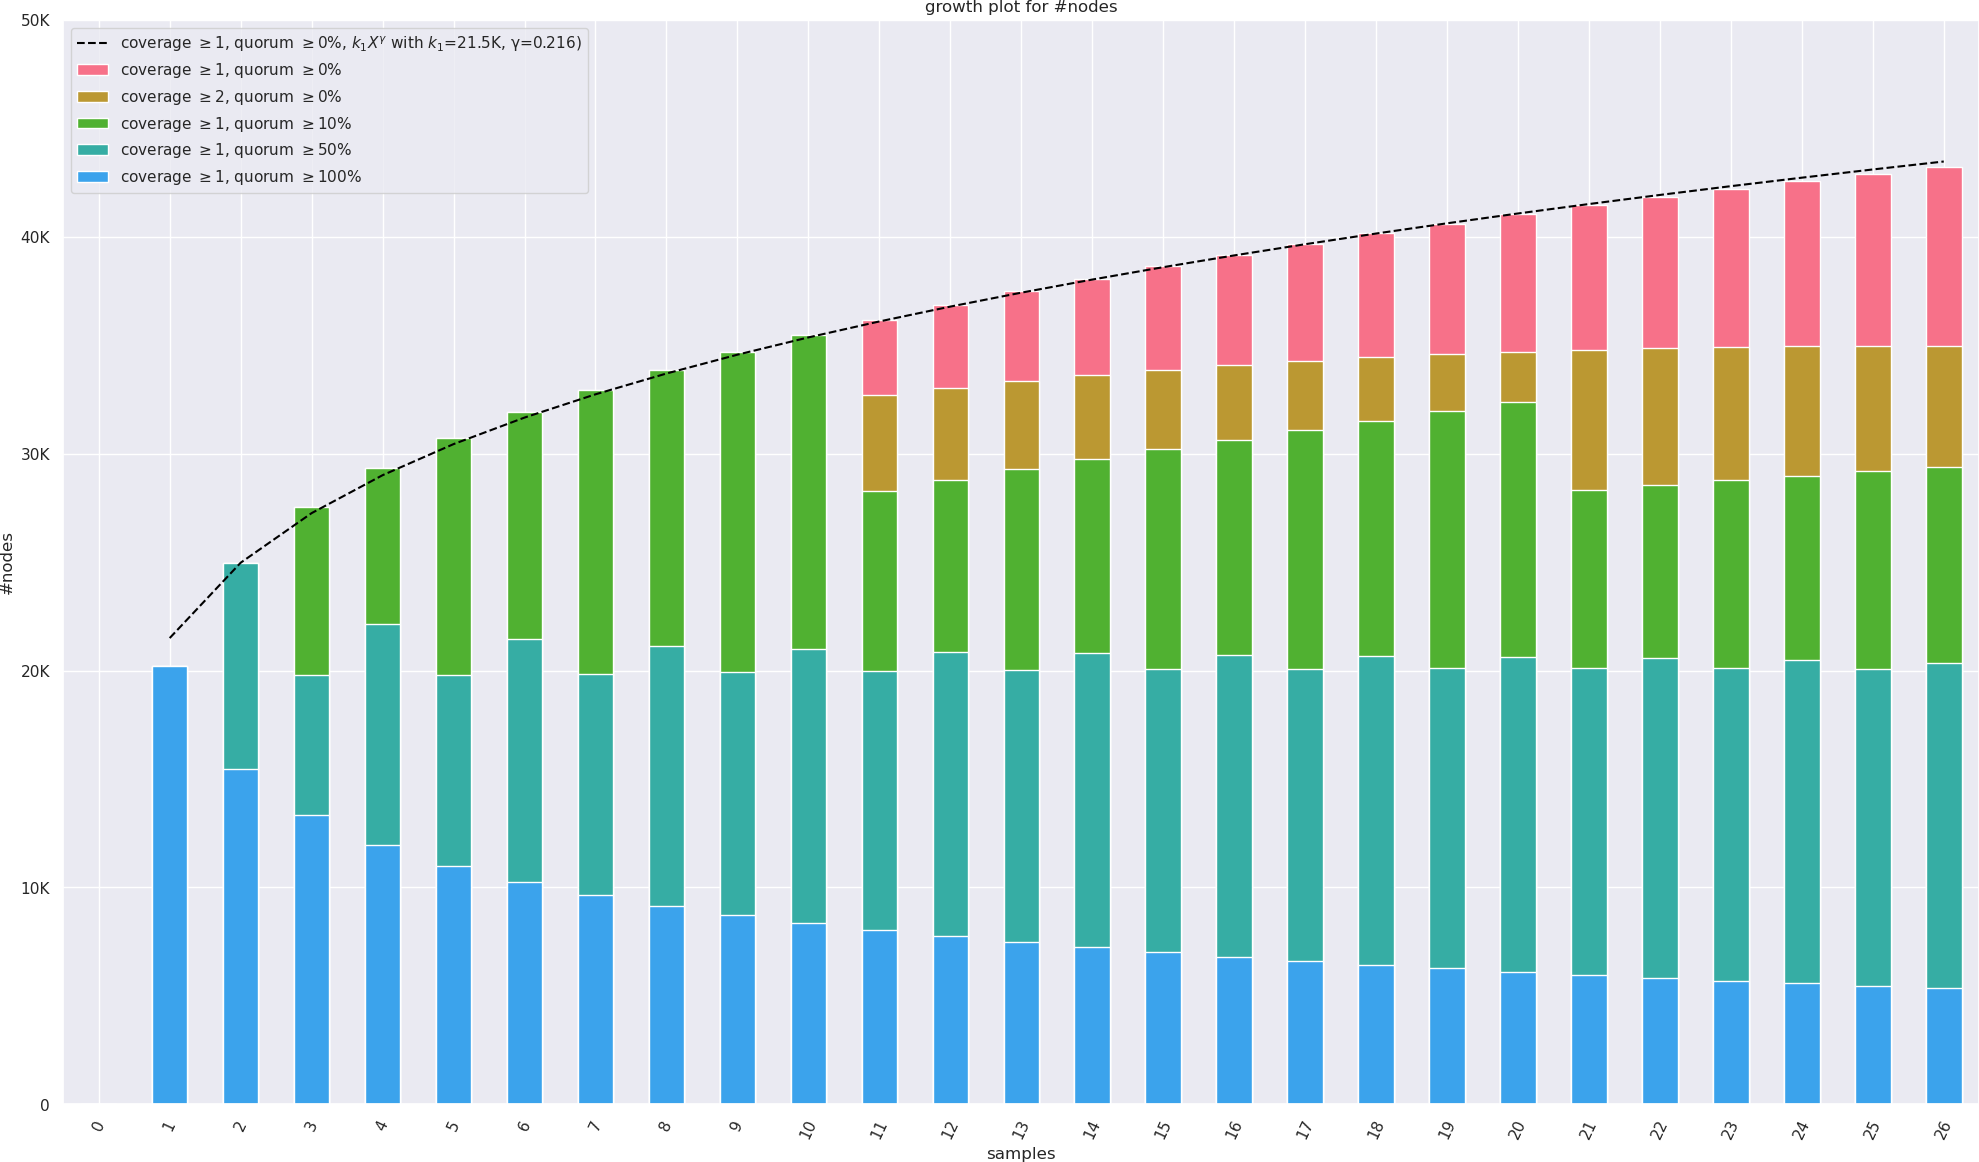 growth plot for #nodes
coverage ≥1, quorum ≥0%, k₁Xᵞ with k₁=21.5K, γ=0.216)
coverage ≥1, quorum ≥0%
coverage ≥2, quorum ≥0%
coverage ≥1, quorum ≥10%
coverage ≥1, quorum ≥50%
coverage ≥1, quorum ≥100%
50K
40K
30K
20K
10K
0
#nodes
0 1 2 3 4 5 6 7 8 9 10 11 12 13 14 15 16 17 18 19 20 21 22 23 24 25 26
samples